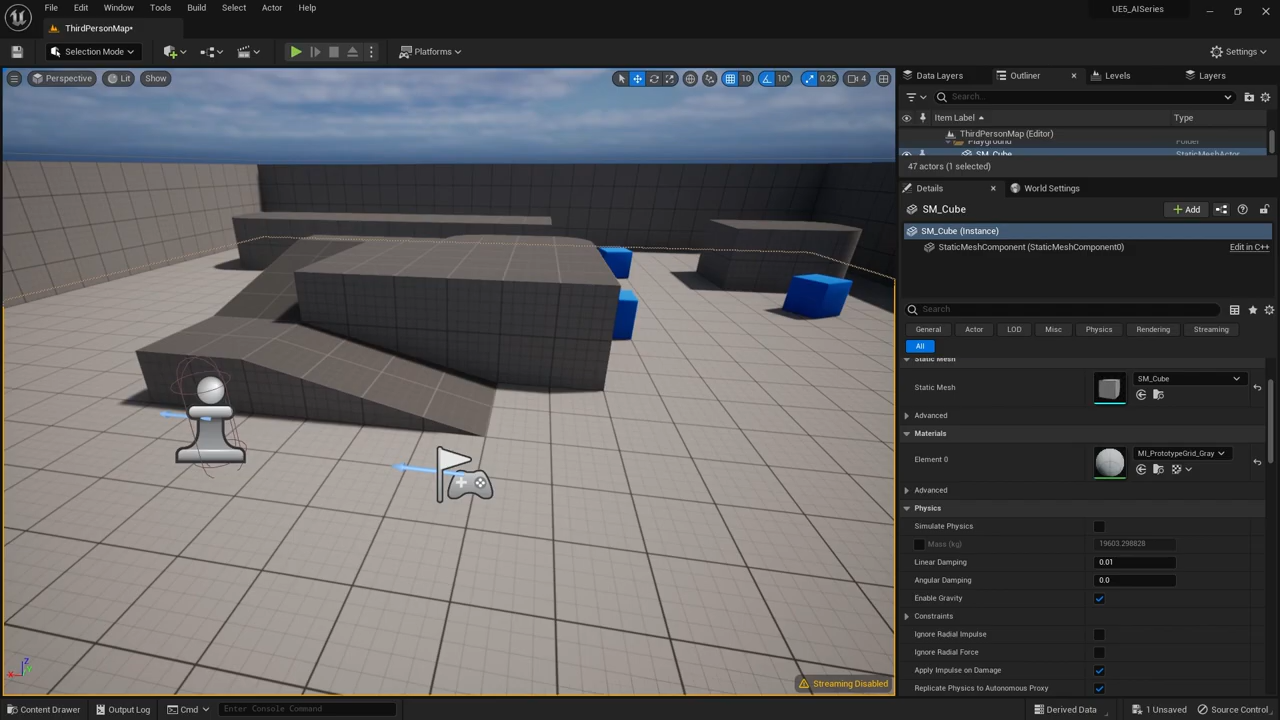 File Edit Window Tools Build Select Actor Help
UE5_AISeries
ThirdPersonMap•
Selection Mode
Platforms
Settings
Perspective Lit Show
10 10° 0.25 4
Data Layers Outliner Levels Layers
Search...
Item Label Type
ThirdPersonMap (Editor)
Playground Folder
SM_Cube StaticMeshActor
47 actors (1 selected)
Details World Settings
SM_Cube
Add
SM_Cube (Instance)
StaticMeshComponent (StaticMeshComponent0) Edit in C++
Search
General Actor LOD Misc Physics Rendering Streaming
All
Static Mesh
Static Mesh SM_Cube
Advanced
Materials
Element 0 MI_PrototypeGrid_Gray
Advanced
Physics
Simulate Physics
Mass (kg) 19603.298828
Linear Damping 0.01
Angular Damping 0.0
Enable Gravity
Constraints
Ignore Radial Impulse
Ignore Radial Force
Apply Impulse on Damage
Replicate Physics to Autonomous Proxy
X Y Z
Streaming Disabled
Content Drawer Output Log Cmd Enter Console Command
Derived Data 1 Unsaved Source Control